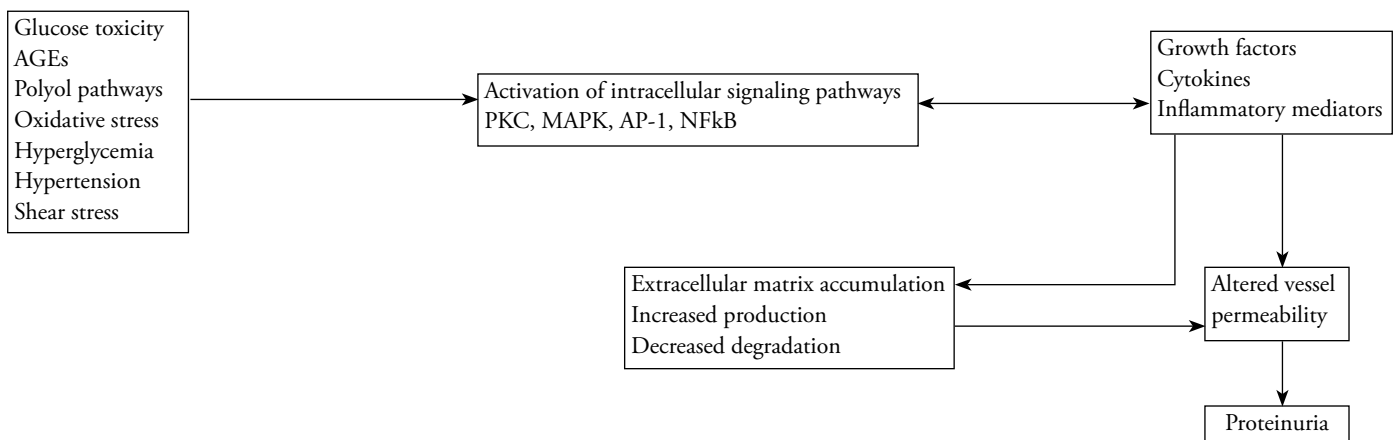 Glucose toxicity
AGEs
Polyol pathways
Oxidative stress
Hyperglycemia
Hypertension
Shear stress
Activation of intracellular signaling pathways
PKC, MAPK, AP-1, NFkB
Growth factors
Cytokines
Inflammatory mediators
Extracellular matrix accumulation
Increased production
Decreased degradation
Altered vessel
permeability
Proteinuria